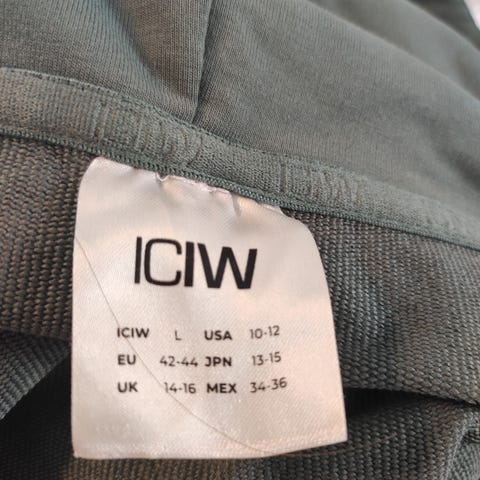 ICIW
ICIW L USA 10-12
EU 42-44 JPN 13-15
UK 14-16 MEX 34-36